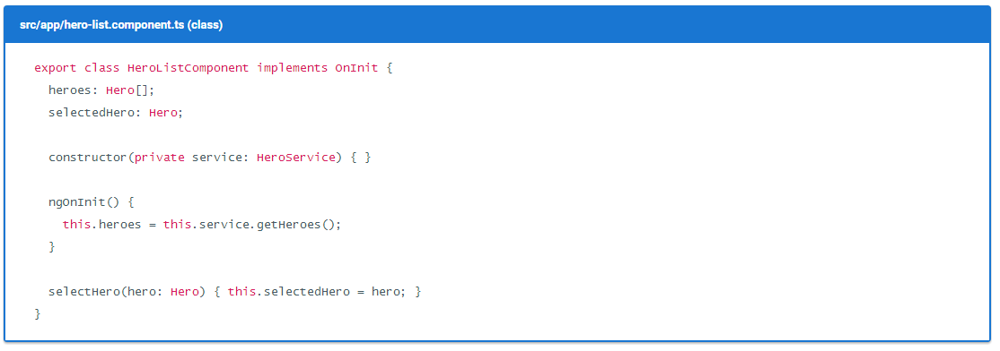 src/app/hero-list.component.ts (class)
export class HeroListComponent implements OnInit {
  heroes: Hero[];
  selectedHero: Hero;

  constructor(private service: HeroService) { }

  ngOnInit() {
    this.heroes = this.service.getHeroes();
  }

  selectHero(hero: Hero) { this.selectedHero = hero; }
}